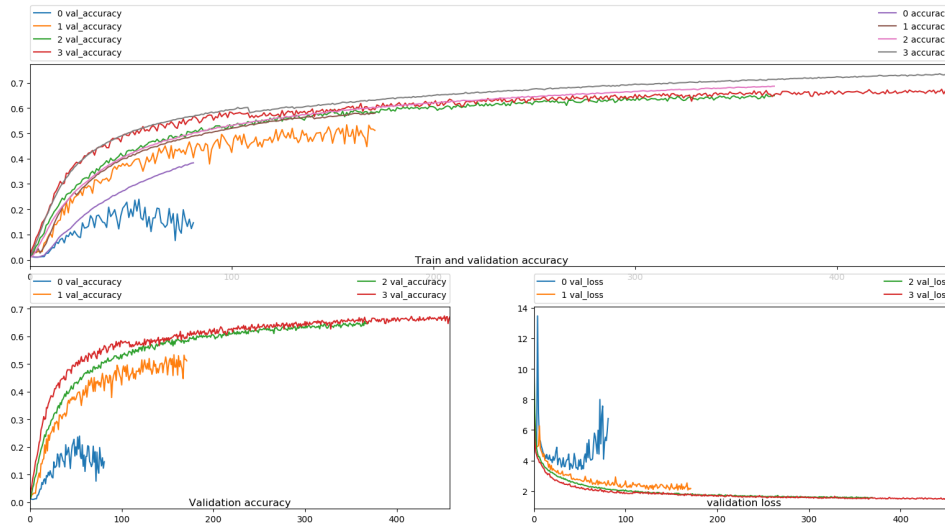 0 val_accuracy
1 val_accuracy
2 val_accuracy
3 val_accuracy
0 accurac
1 accurac
2 accurac
3 accurac
0.7
0.6
0.5
0.4
0.3
0.2
0.1
0.0
Train and validation accuracy
0 100 200 300 400
0 val_accuracy 2 val_accuracy
1 val_accuracy 3 val_accuracy
0.7
0.6
0.5
0.4
0.3
0.2
0.1
0.0
Validation accuracy
0 100 200 300 400
0 val_loss 2 val_los
1 val_loss 3 val_los
14
12
10
8
6
4
2
validation loss
0 100 200 300 400